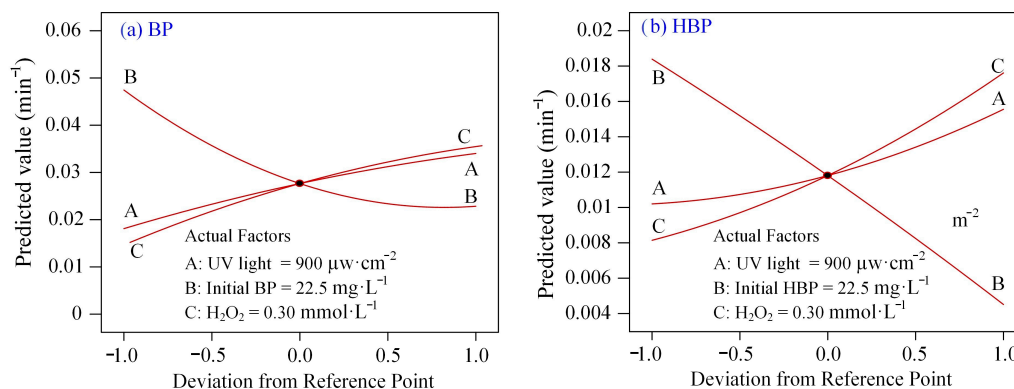 (a) BP
Predicted value (min⁻¹)
0.06
0.05
0.04
0.03
0.02
0.01
0
B
C
A
B
A
C
Actual Factors
A: UV light = 900 μw·cm⁻²
B: Initial BP = 22.5 mg·L⁻¹
C: H₂O₂ = 0.30 mmol·L⁻¹
−1.0 −0.5 0.0 0.5 1.0
Deviation from Reference Point
(b) HBP
Predicted value (min⁻¹)
0.02
0.018
0.016
0.014
0.012
0.01
0.008
0.006
0.004
B
C
A
A
C
B
m⁻²
Actual Factors
A: UV light = 900 μw·cm⁻²
B: Initial HBP = 22.5 mg·L⁻¹
C: H₂O₂ = 0.30 mmol·L⁻¹
−1.0 −0.5 0.0 0.5 1.0
Deviation from Reference Point